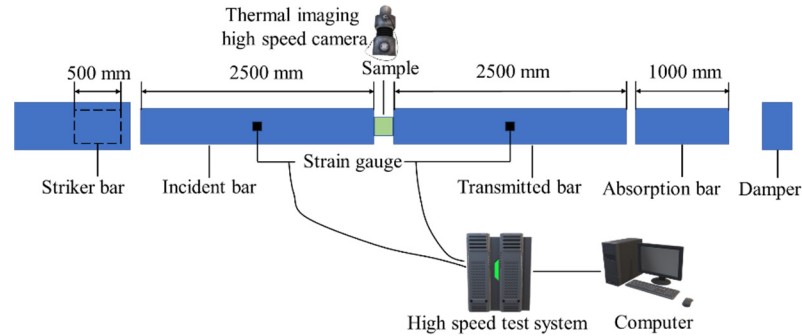 Thermal imaging
high speed camera
Sample
500 mm
2500 mm
2500 mm
1000 mm
Strain gauge
Striker bar
Incident bar
Transmitted bar
Absorption bar
Damper
High speed test system
Computer